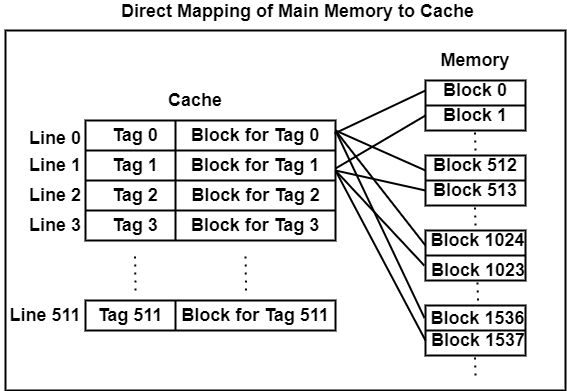 Direct Mapping of Main Memory to Cache
Memory
Cache
Block 0
Block 1
Line 0 Tag 0 Block for Tag 0
Line 1 Tag 1 Block for Tag 1
Line 2 Tag 2 Block for Tag 2
Line 3 Tag 3 Block for Tag 3
Block 512
Block 513
Block 1024
Block 1023
Line 511 Tag 511 Block for Tag 511
Block 1536
Block 1537